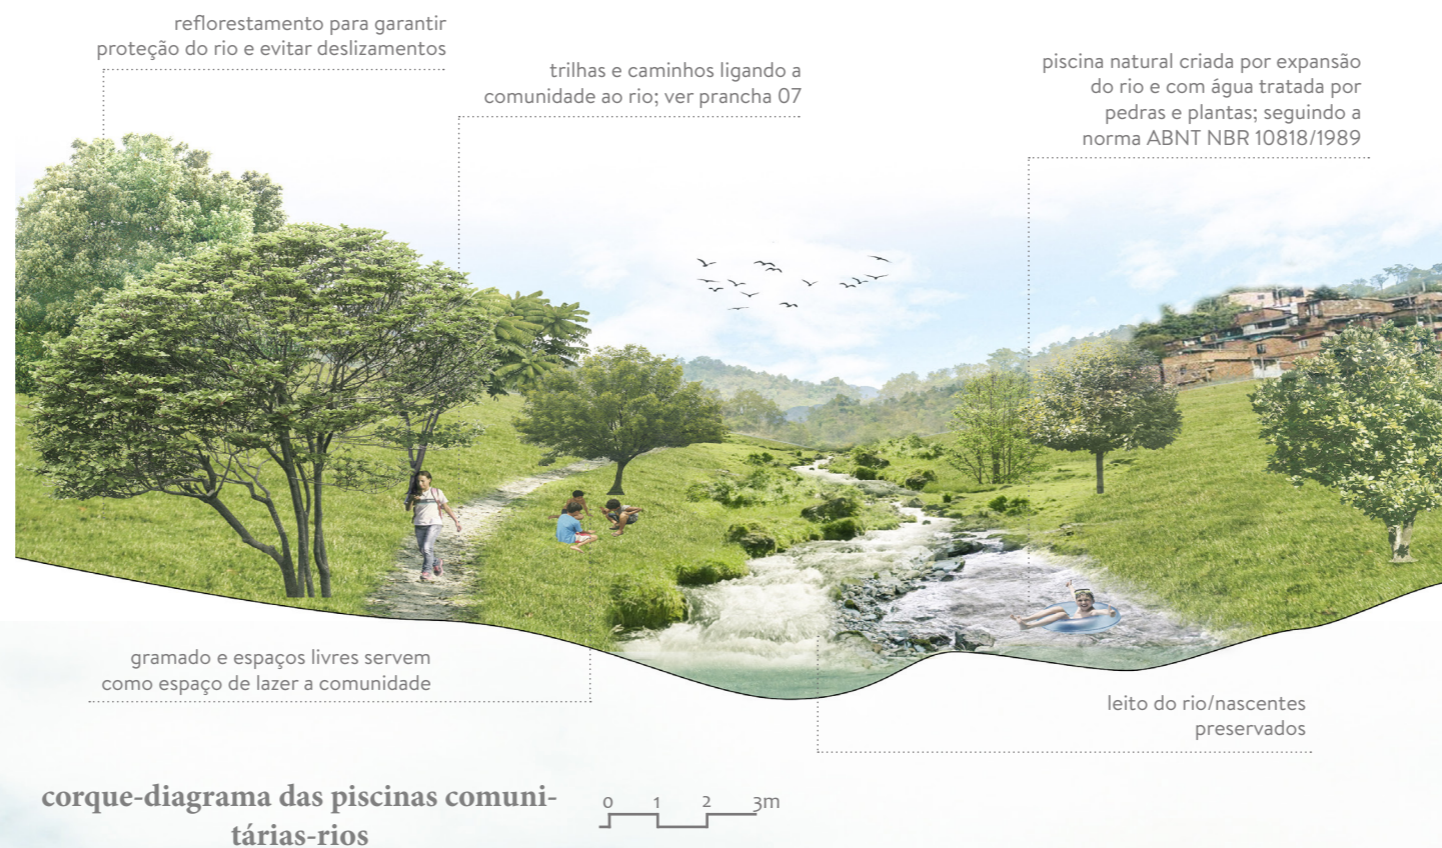 reflorestamento para garantir
proteção do rio e evitar deslizamentos
trilhas e caminhos ligando a
comunidade ao rio; ver prancha 07
piscina natural criada por expansão
do rio e com água tratada por
pedras e plantas; seguindo a
norma ABNT NBR 10818/1989
gramado e espaços livres servem
como espaço de lazer a comunidade
leito do rio/nascentes
preservados
corque-diagrama das piscinas comuni-
tárias-rios
0 1 2 3m